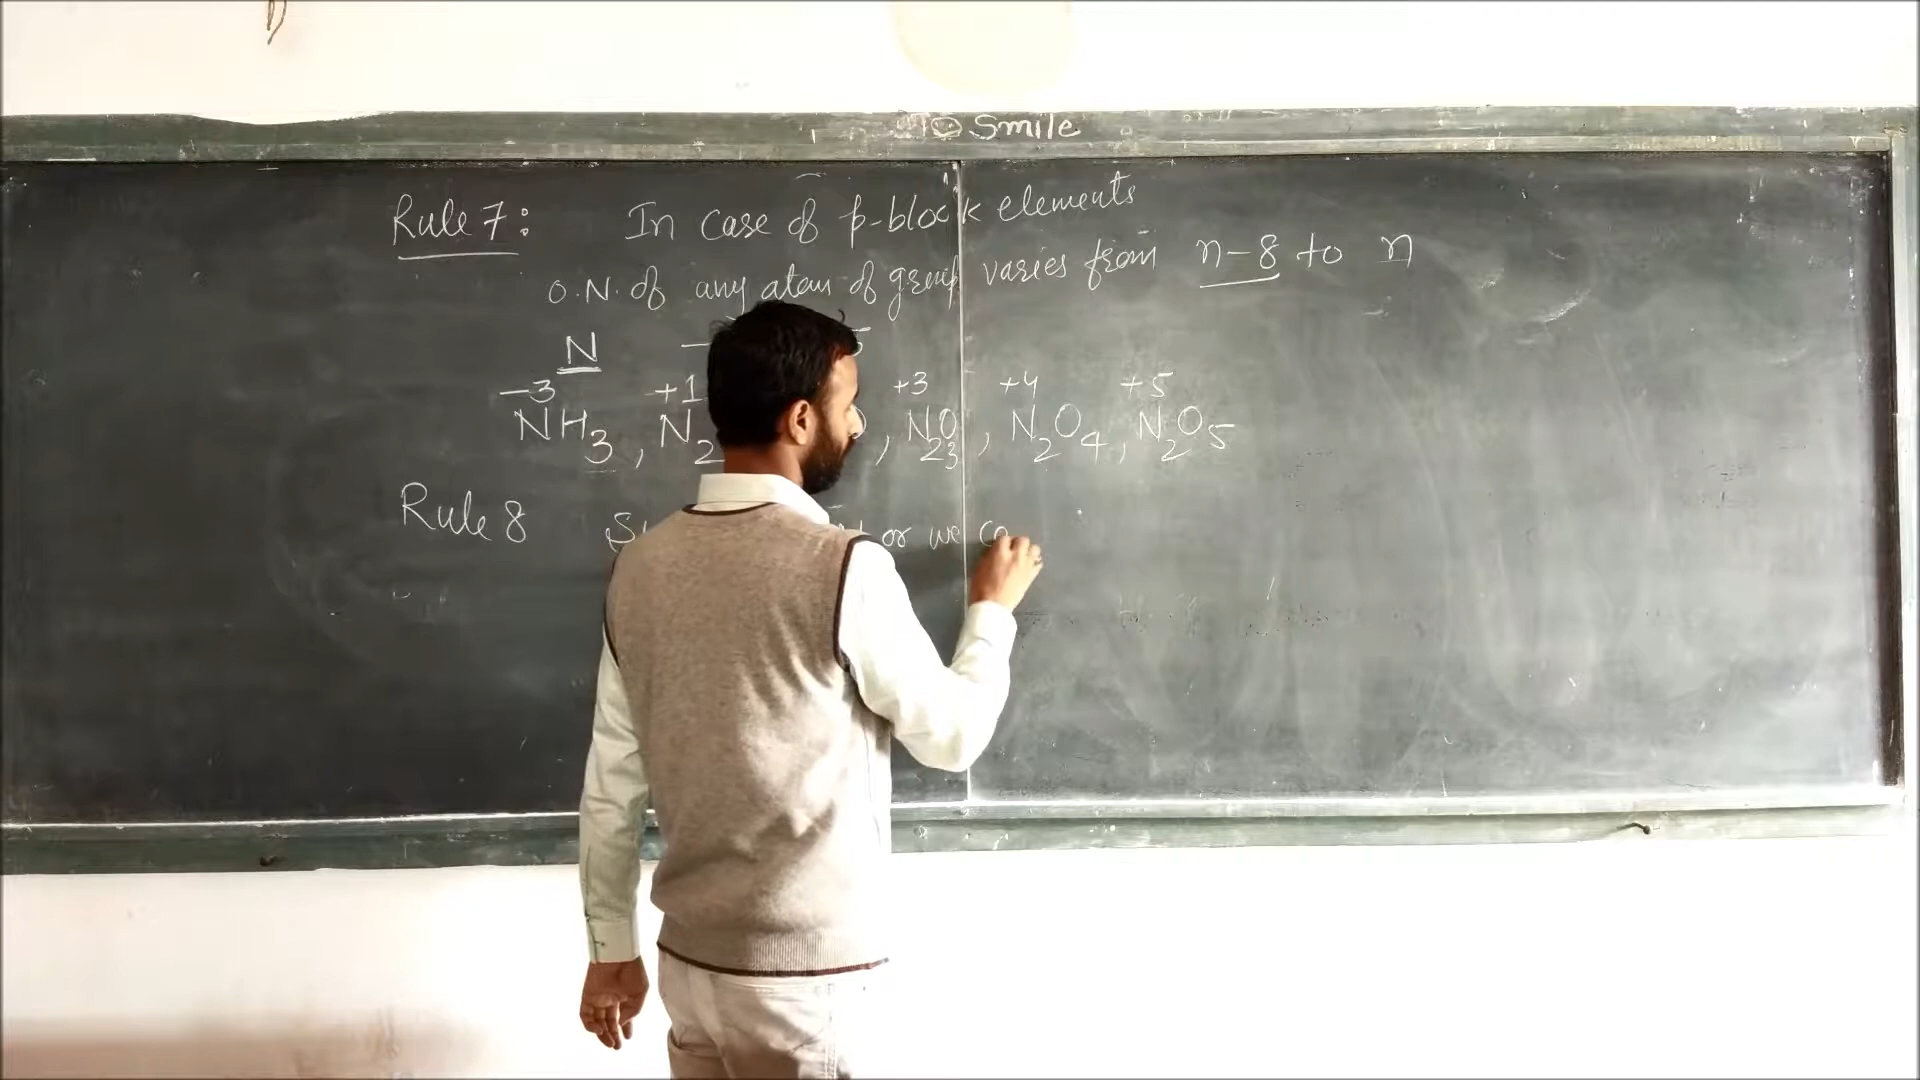 Smile
Rule 7: In case of p-block elements
O.N. of any atom of group varies from n-8 to n
N
-3 +1 +3 +4 +5
NH3, N2 , N2O3, N2O4, N2O5
Rule 8 or we